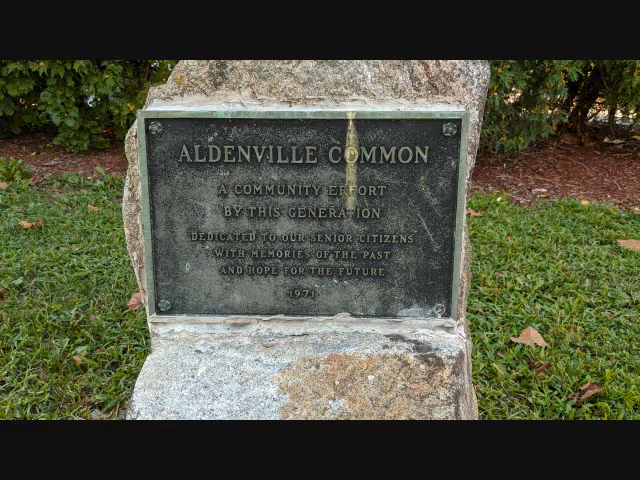 ALDENVILLE COMMON
A COMMUNITY EFFORT
BY THIS GENERATION
DEDICATED TO OUR SENIOR CITIZENS
WITH MEMORIES OF THE PAST
AND HOPE FOR THE FUTURE
1971